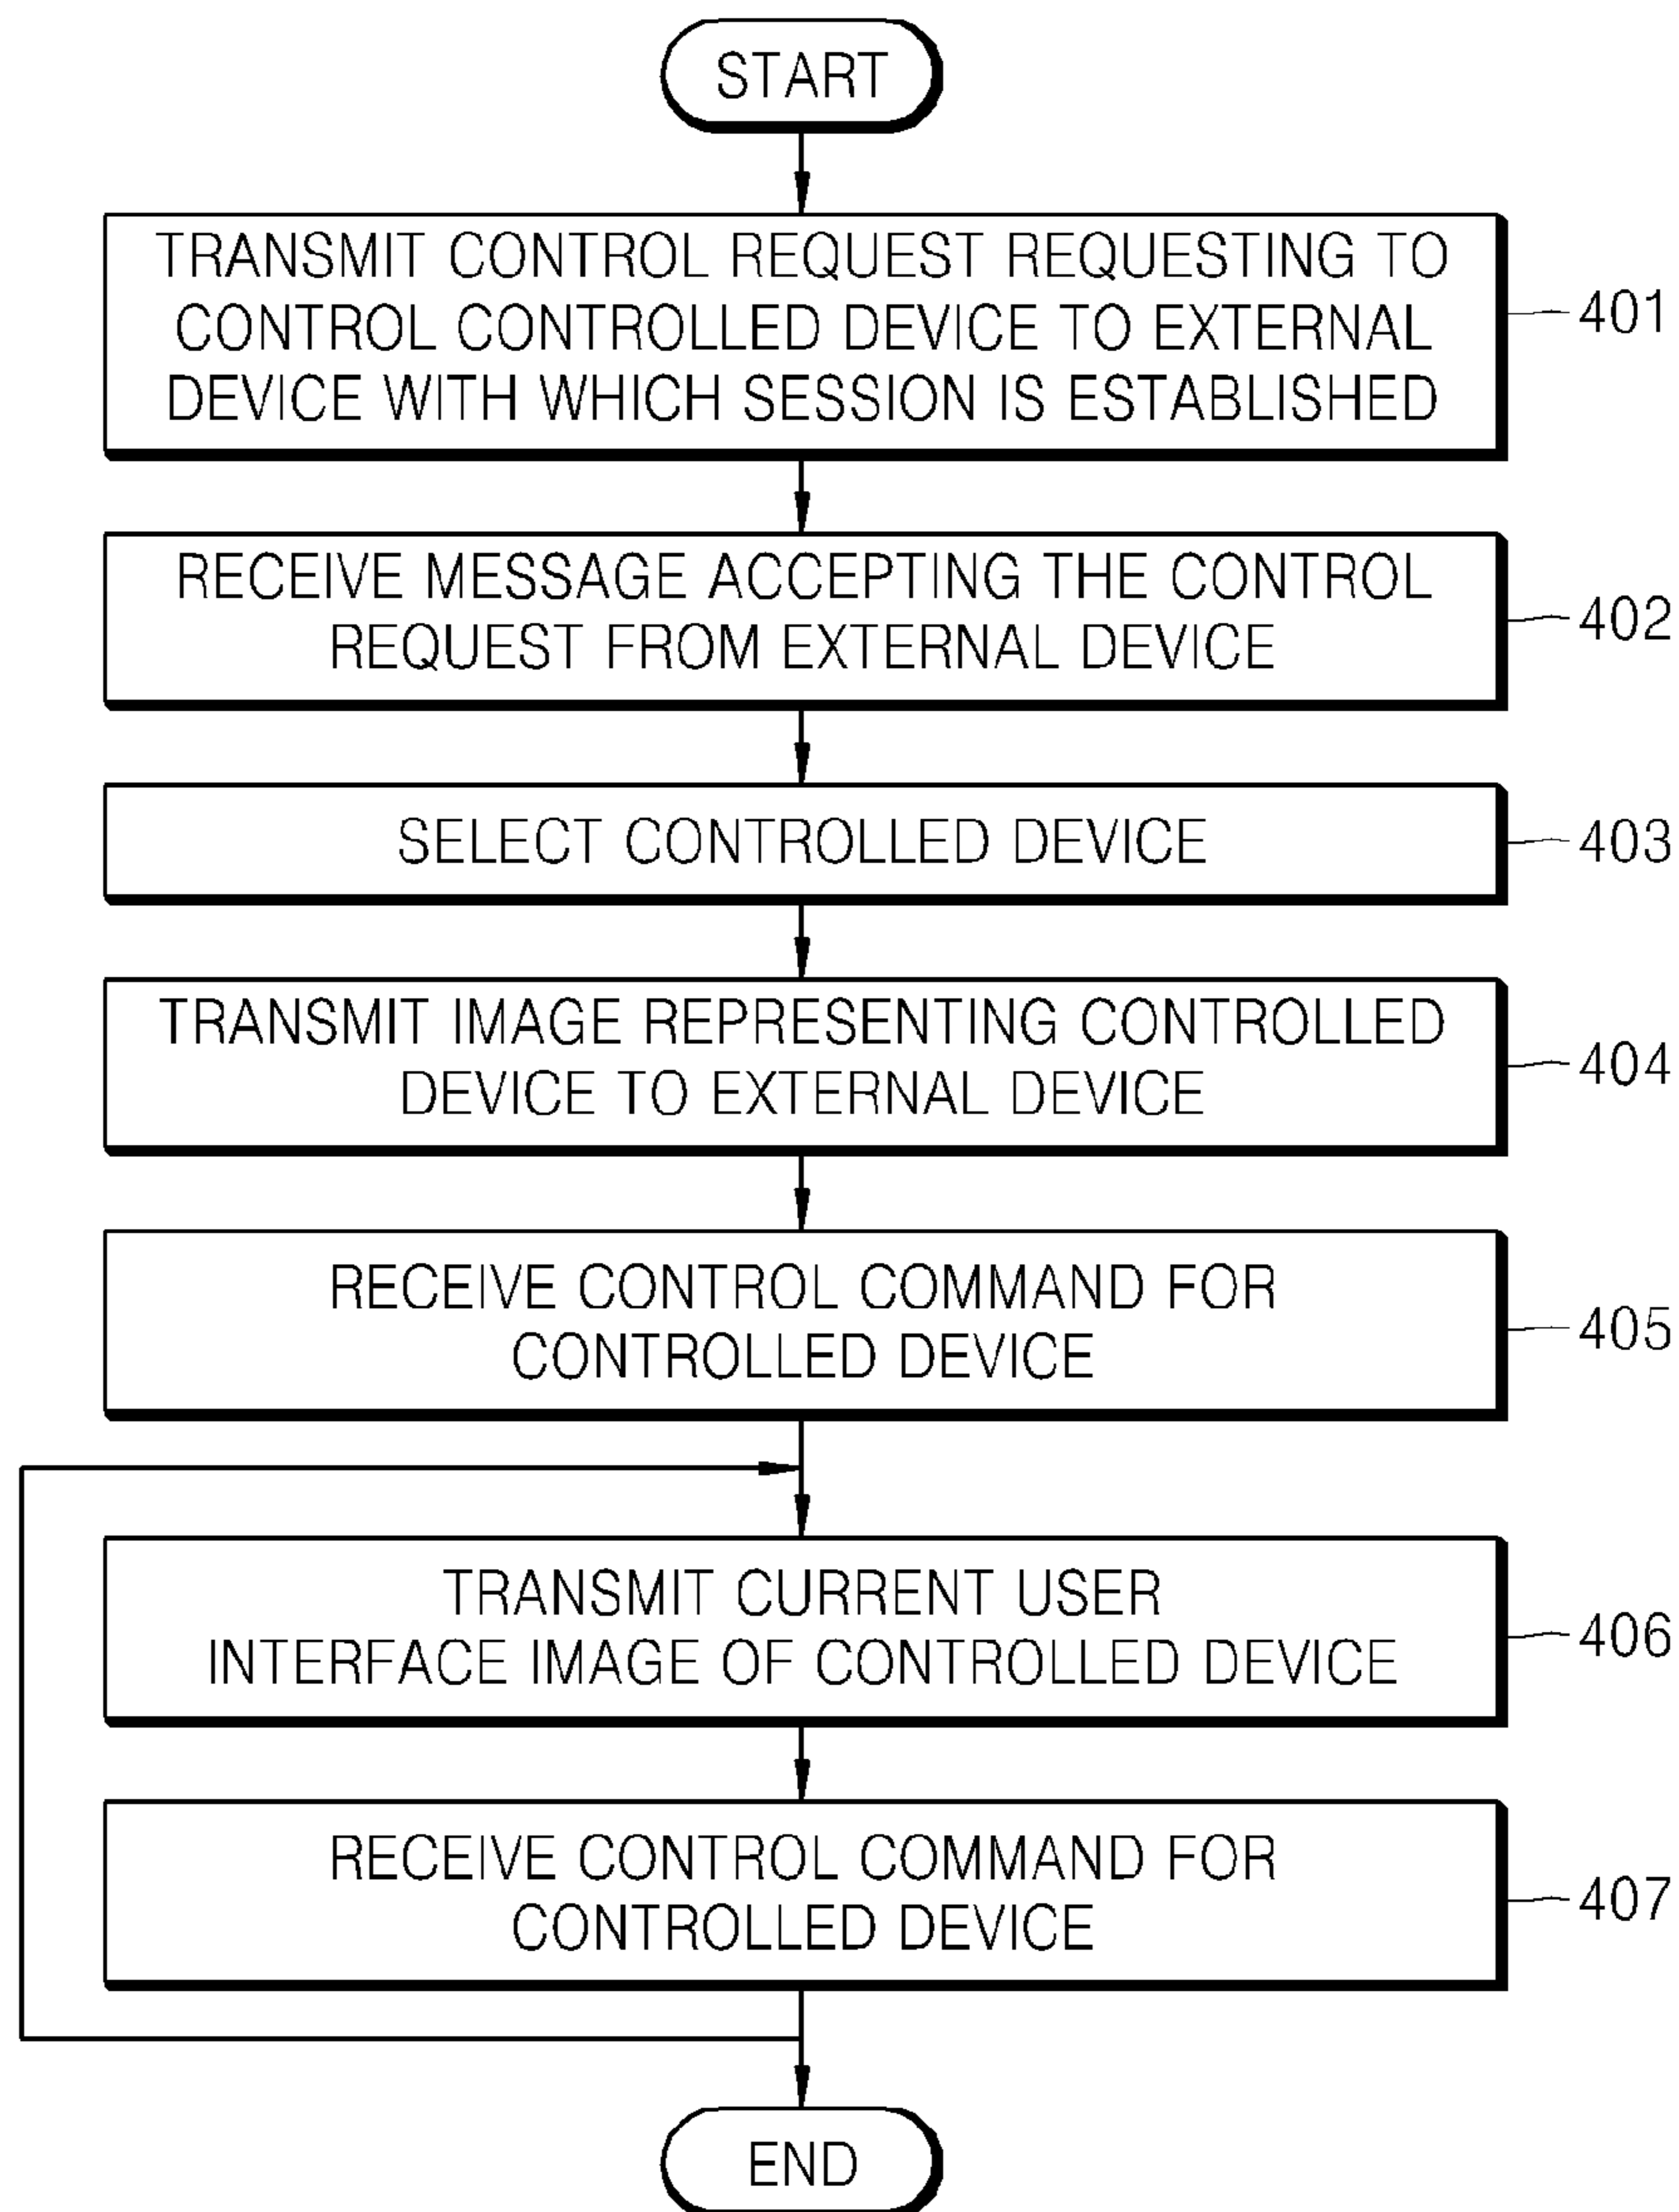 START
TRANSMIT CONTROL REQUEST REQUESTING TO
CONTROL CONTROLLED DEVICE TO EXTERNAL
DEVICE WITH WHICH SESSION IS ESTABLISHED
401
RECEIVE MESSAGE ACCEPTING THE CONTROL
REQUEST FROM EXTERNAL DEVICE
402
SELECT CONTROLLED DEVICE
403
TRANSMIT IMAGE REPRESENTING CONTROLLED
DEVICE TO EXTERNAL DEVICE
404
RECEIVE CONTROL COMMAND FOR
CONTROLLED DEVICE
405
TRANSMIT CURRENT USER
INTERFACE IMAGE OF CONTROLLED DEVICE
406
RECEIVE CONTROL COMMAND FOR
CONTROLLED DEVICE
407
END